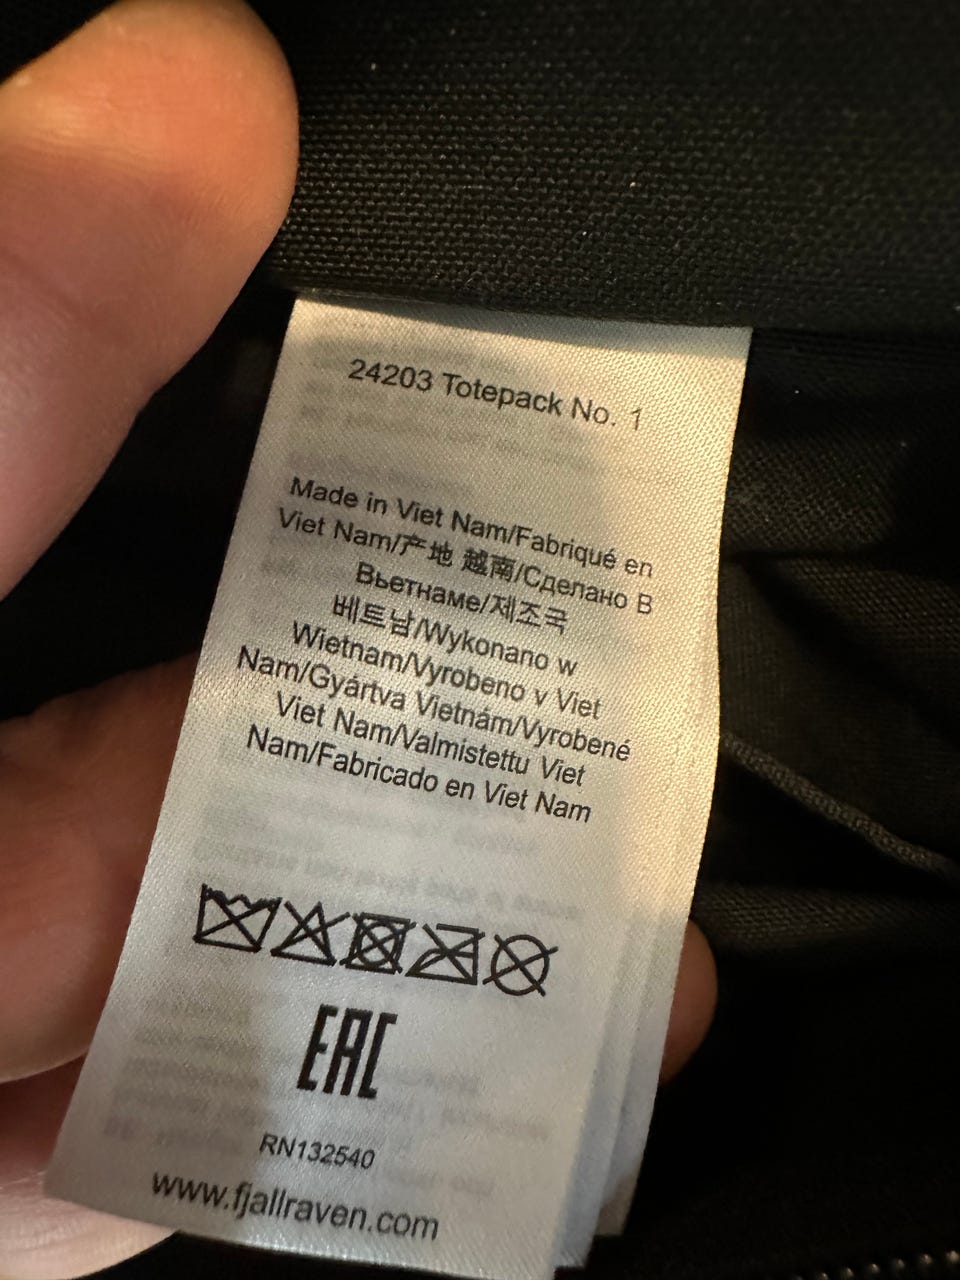 24203 Totepack No. 1
Made in Viet Nam/Fabriqué en
Viet Nam/产地 越南/Сделано В
Вьетнаме/제조국
베트남/Wykonano w
Wietnam/Vyrobeno v Viet
Nam/Gyártva Vietnám/Vyrobené
Viet Nam/Valmistettu Viet
Nam/Fabricado en Viet Nam
EAC
RN132540
www.fjallraven.com